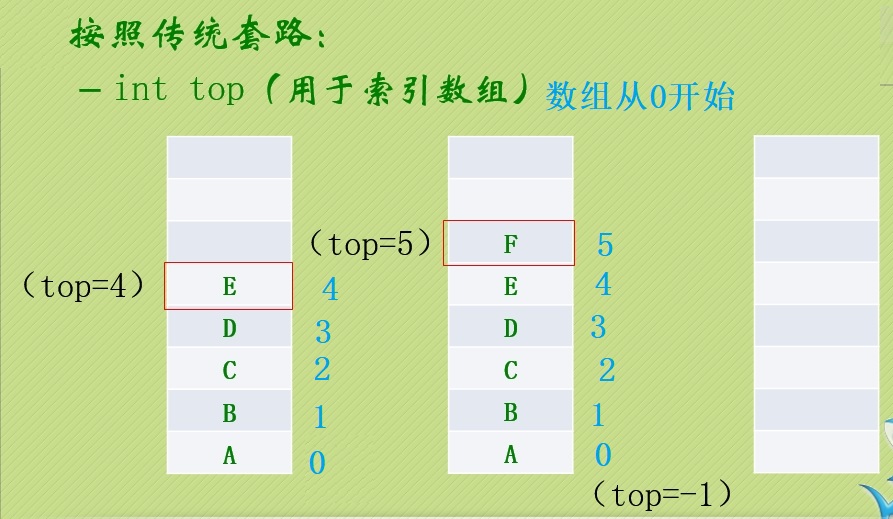 按照传统套路：
– int top（用于索引数组）数组从0开始
（top=5） F 5
（top=4） E 4 E 4
D 3 D 3
C 2 C 2
B 1 B 1
A 0 A 0
（top=-1）